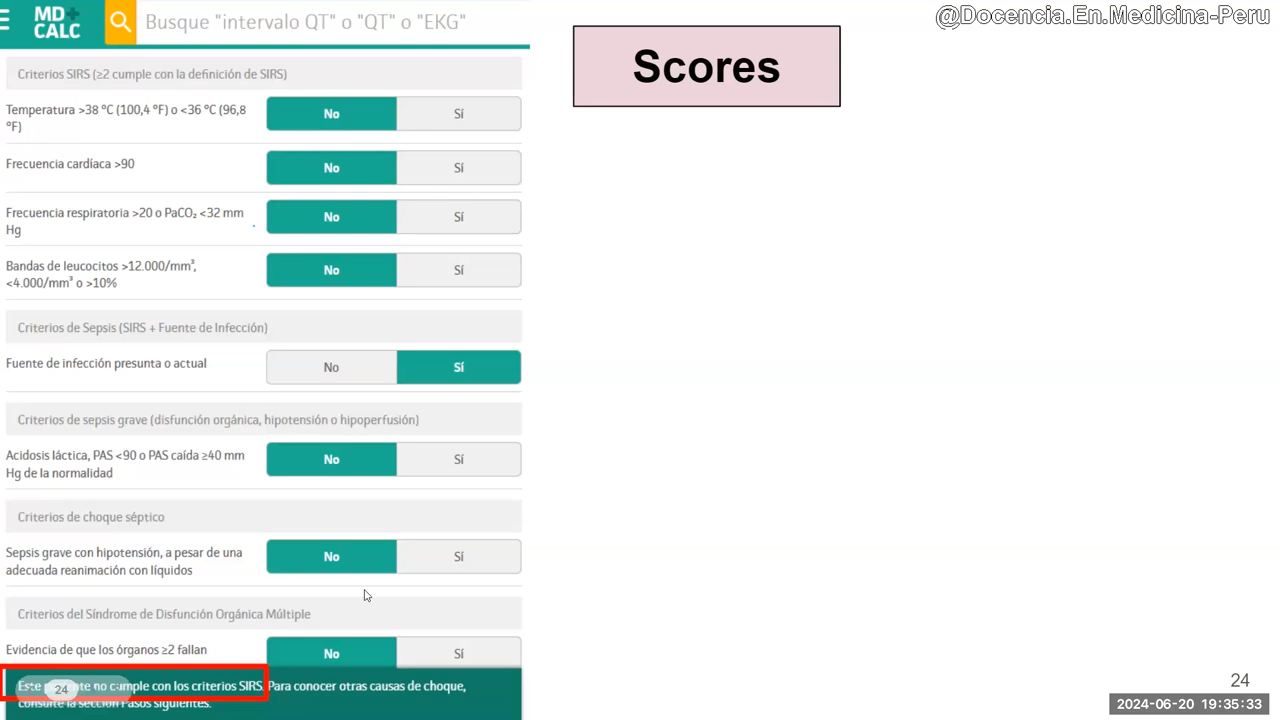 MD+
CALC
Busque "intervalo QT" o "QT" o "EKG"
@Docencia.En.Medicina-Peru
Scores
Criterios SIRS (≥2 cumple con la definición de SIRS)
Temperatura >38 °C (100,4 °F) o <36 °C (96,8
°F)
No
Sí
Frecuencia cardíaca >90
No
Sí
Frecuencia respiratoria >20 o PaCO₂ <32 mm
Hg
No
Sí
Bandas de leucocitos >12.000/mm³,
<4.000/mm³ o >10%
No
Sí
Criterios de Sepsis (SIRS + Fuente de Infección)
Fuente de infección presunta o actual
No
Sí
Criterios de sepsis grave (disfunción orgánica, hipotensión o hipoperfusión)
Acidosis láctica, PAS <90 o PAS caída ≥40 mm
Hg de la normalidad
No
Sí
Criterios de choque séptico
Sepsis grave con hipotensión, a pesar de una
adecuada reanimación con líquidos
No
Sí
Criterios del Síndrome de Disfunción Orgánica Múltiple
Evidencia de que los órganos ≥2 fallan
No
Sí
Este no cumple con los criterios SIRS. Para conocer otras causas de choque,
consulte la sección Pasos siguientes.
24
24
2024-06-20 19:35:33